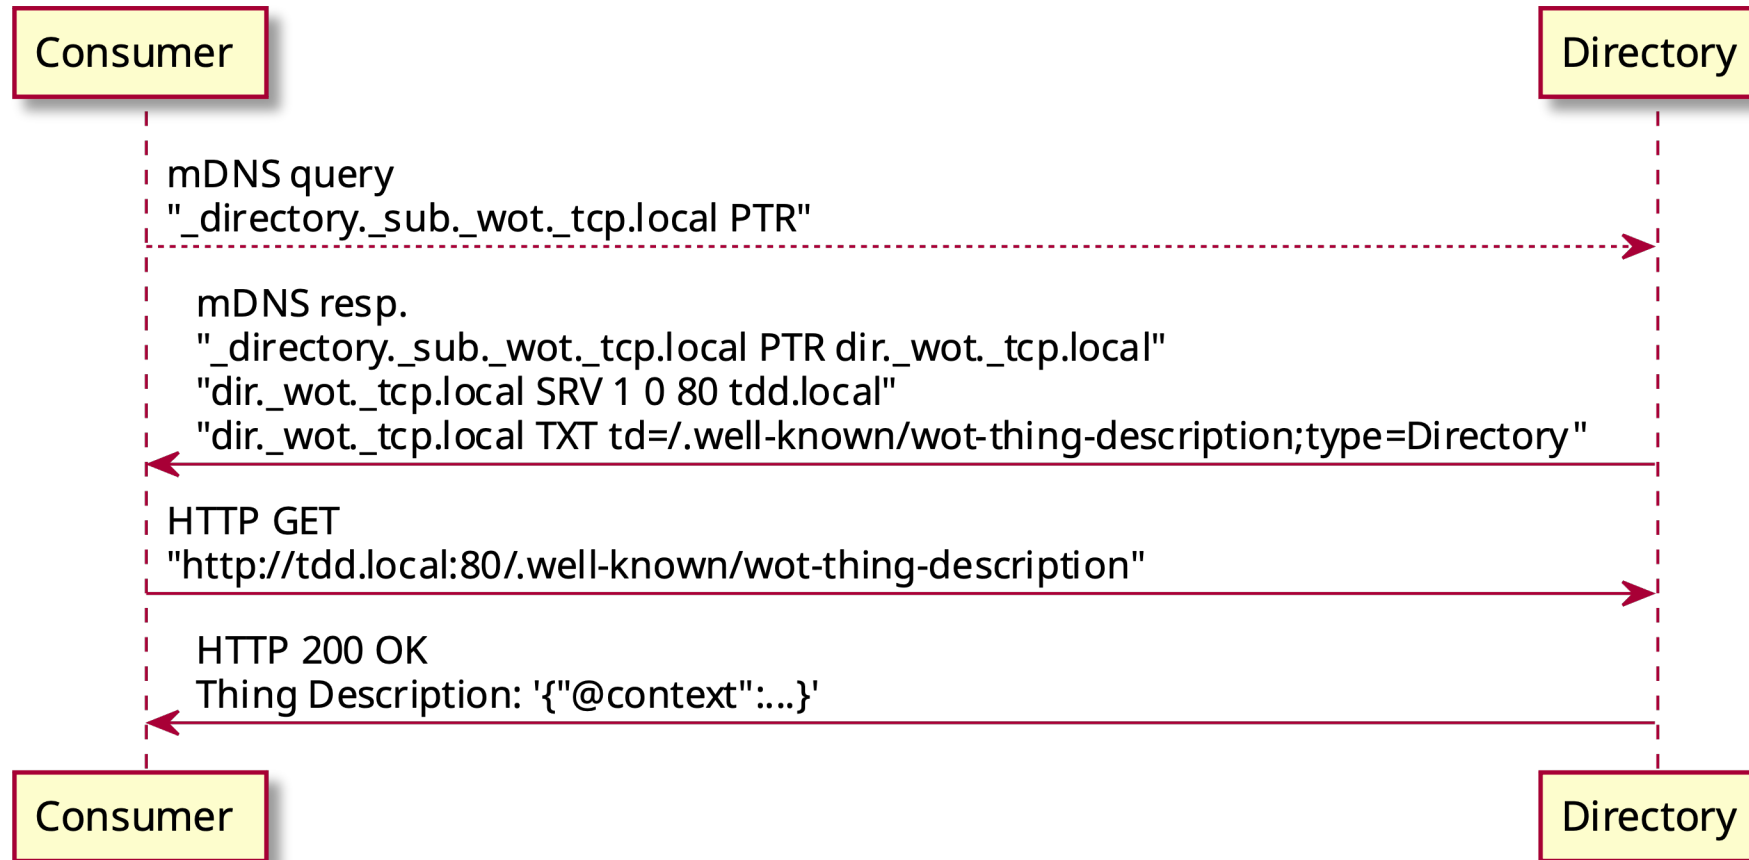 Consumer
Directory
mDNS query
"_directory._sub._wot._tcp.local PTR"
mDNS resp.
"_directory._sub._wot._tcp.local PTR dir._wot._tcp.local"
"dir._wot._tcp.local SRV 1 0 80 tdd.local"
"dir._wot._tcp.local TXT td=/.well-known/wot-thing-description;type=Directory"
HTTP GET
"http://tdd.local:80/.well-known/wot-thing-description"
HTTP 200 OK
Thing Description: '{"@context":...}'
Consumer
Directory